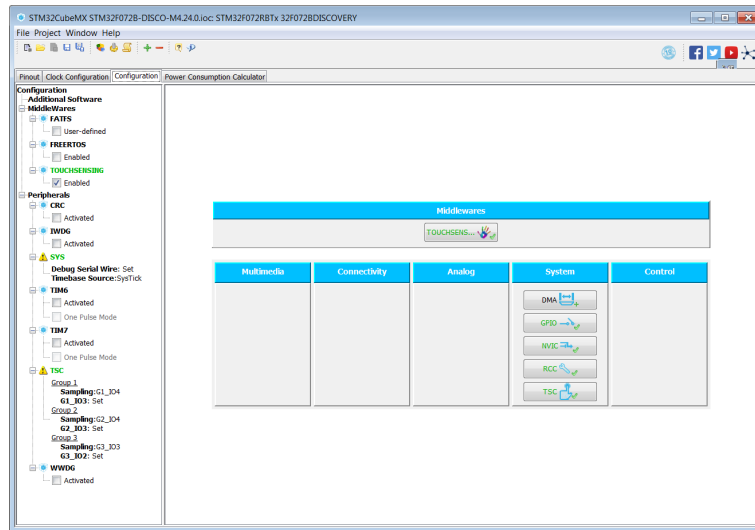 STM32CubeMX STM32F072B-DISCO-M4.24.0.ioc: STM32F072RBTx 32F072BDISCOVERY
File Project Window Help
Pinout Clock Configuration Configuration Power Consumption Calculator
Configuration
Additional Software
MiddleWares
FATFS
User-defined
FREERTOS
Enabled
TOUCHSENSING
Enabled
Peripherals
CRC
Activated
IWDG
Activated
SYS
Debug Serial Wire: Set
Timebase Source:SysTick
TIM6
Activated
One Pulse Mode
TIM7
Activated
One Pulse Mode
TSC
Group 1
Sampling:G1_IO4
G1_IO3: Set
Group 2
Sampling:G2_IO4
G2_IO3: Set
Group 3
Sampling:G3_IO3
G3_IO2: Set
WWDG
Activated
Middlewares
TOUCHSENS...
Multimedia Connectivity Analog System Control
DMA
GPIO
NVIC
RCC
TSC